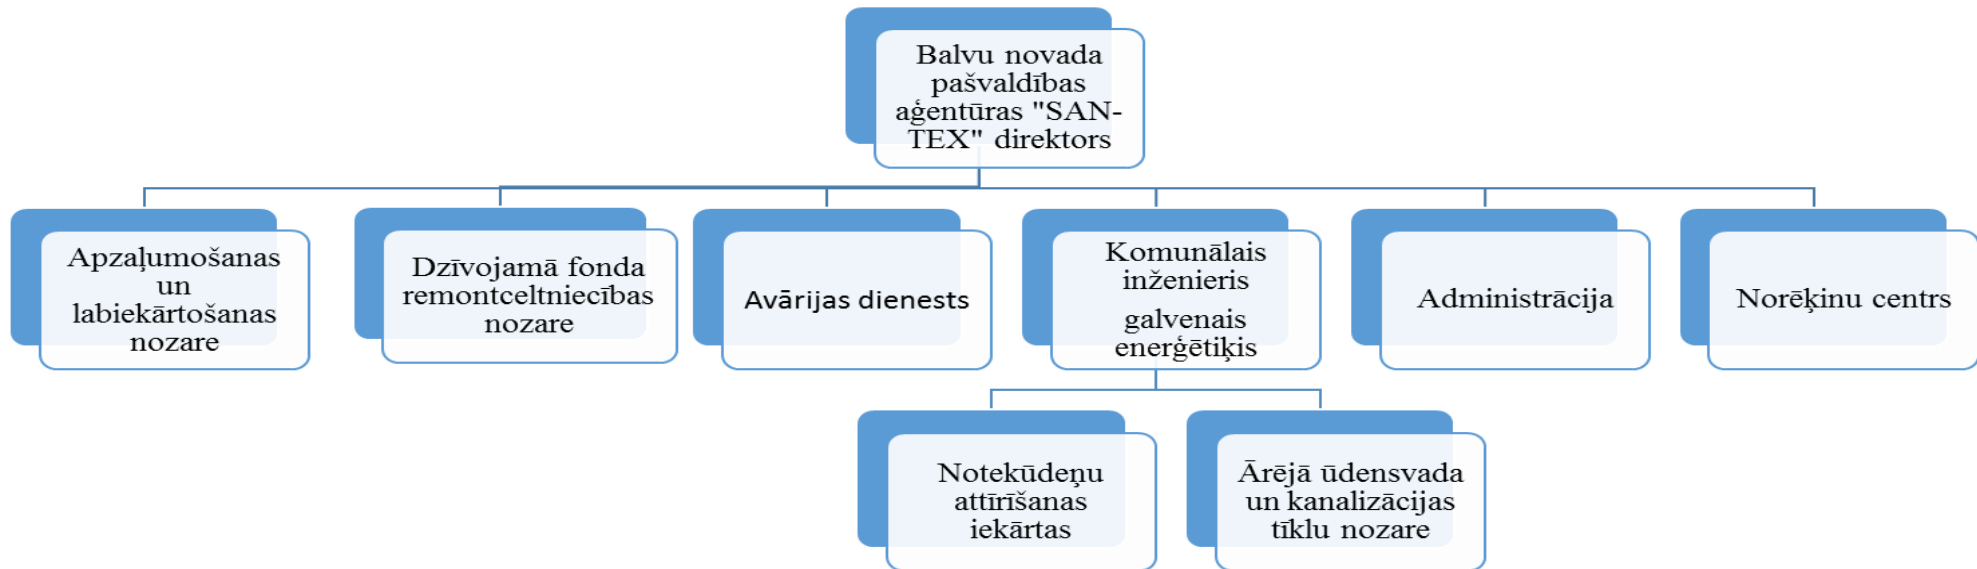 Balvu novada
pašvaldības
aģentūras "SAN-
TEX" direktors
Apzaļumošanas
un
labiekārtošanas
nozare
Dzīvojamā fonda
remontceltniecības
nozare
Avārijas dienests
Komunālais
inženieris
galvenais
enerģētiķis
Administrācija
Norēķinu centrs
Notekūdeņu
attīrīšanas
iekārtas
Ārējā ūdensvada
un kanalizācijas
tīklu nozare